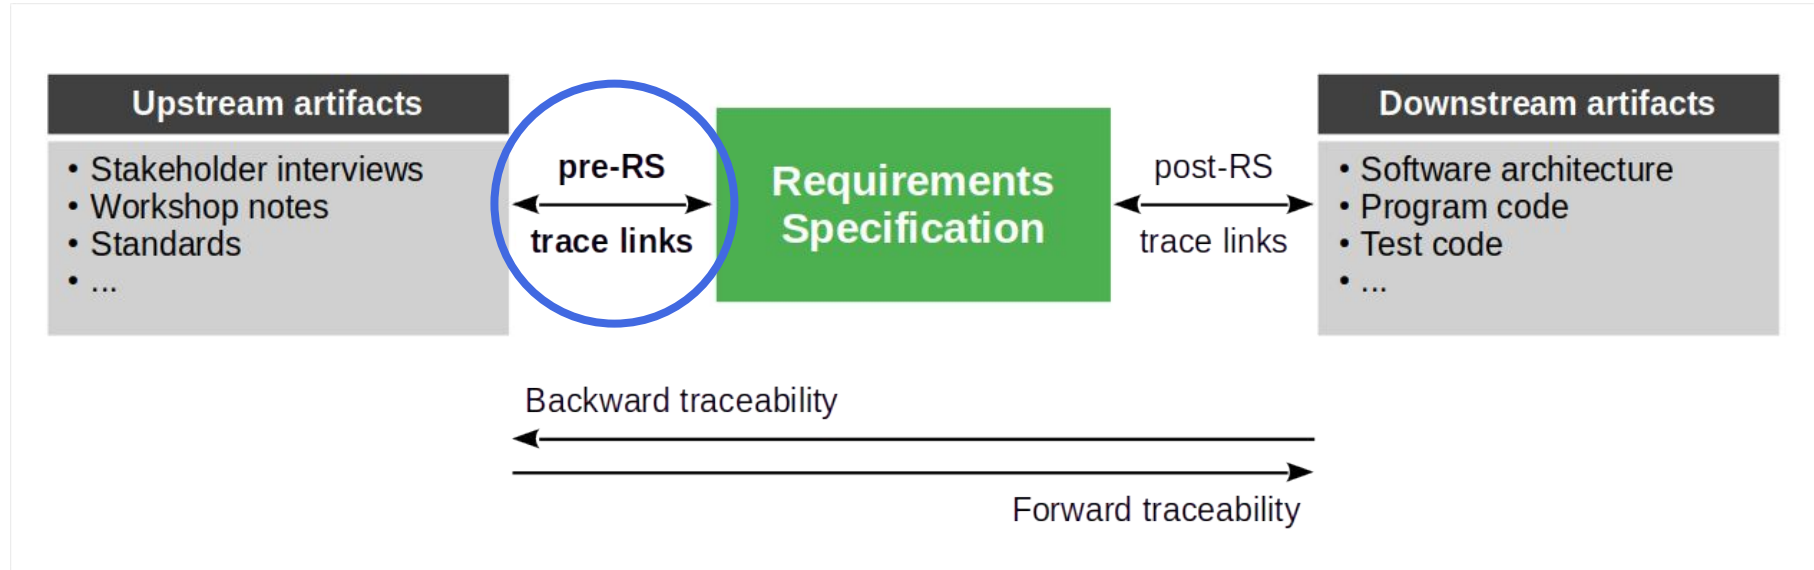 Upstream artifacts
• Stakeholder interviews
• Workshop notes
• Standards
• ...
pre-RS
trace links
Requirements
Specification
post-RS
trace links
Downstream artifacts
• Software architecture
• Program code
• Test code
• ...
Backward traceability
Forward traceability